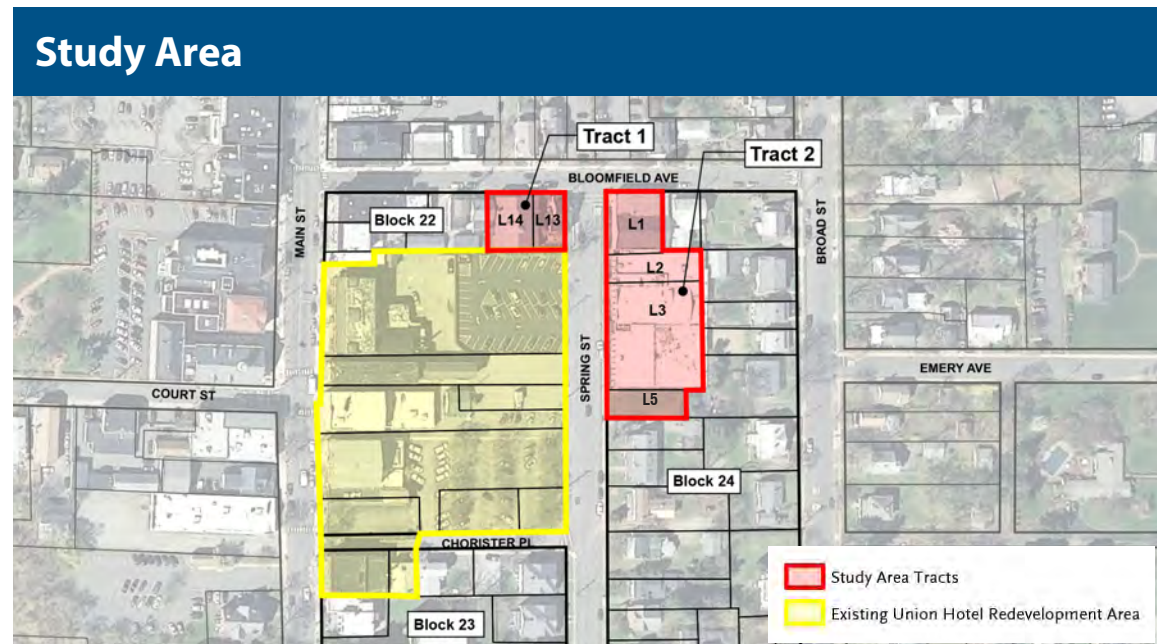 Study Area
Tract 1
Tract 2
BLOOMFIELD AVE
Block 22
L14
L13
L1
MAIN ST
BROAD ST
L2
L3
SPRING ST
EMERY AVE
COURT ST
L5
Block 24
CHORISTER PL
Block 23
Study Area Tracts
Existing Union Hotel Redevelopment Area